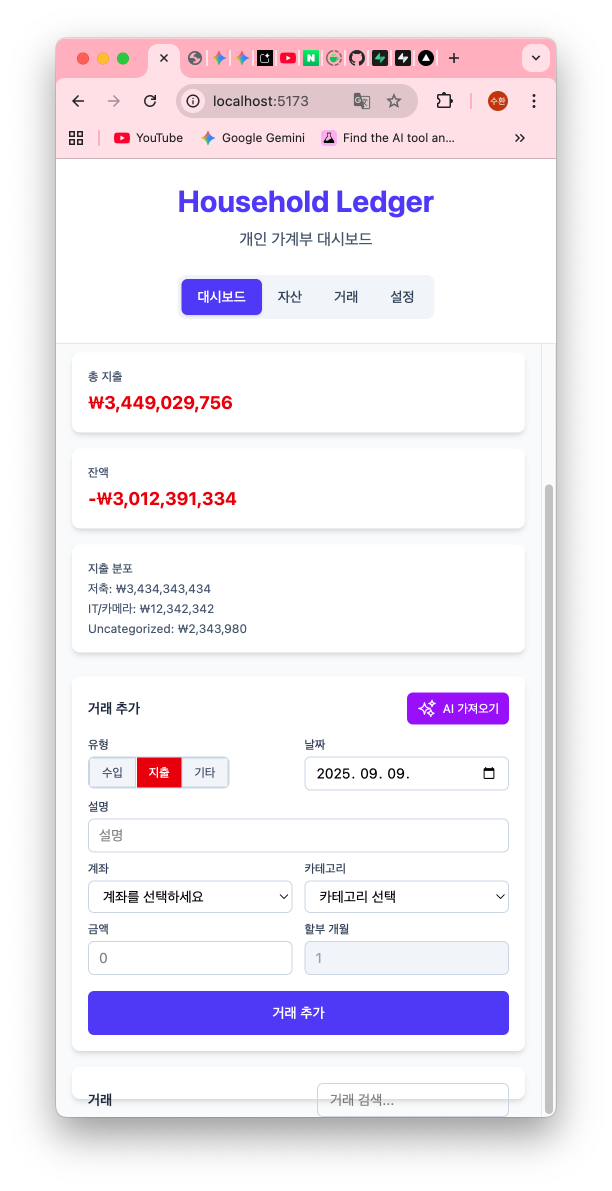 localhost:5173
수환
YouTube
Google Gemini
Find the AI tool an...
Household Ledger
개인 가계부 대시보드
대시보드 자산 거래 설정
총 지출
₩3,449,029,756
잔액
-₩3,012,391,334
지출 분포
저축: ₩3,434,343,434
IT/카메라: ₩12,342,342
Uncategorized: ₩2,343,980
거래 추가
AI 가져오기
유형
수입 지출 기타
날짜
2025. 09. 09.
설명
설명
계좌
계좌를 선택하세요
카테고리
카테고리 선택
금액
0
할부 개월
1
거래 추가
거래
거래 검색...